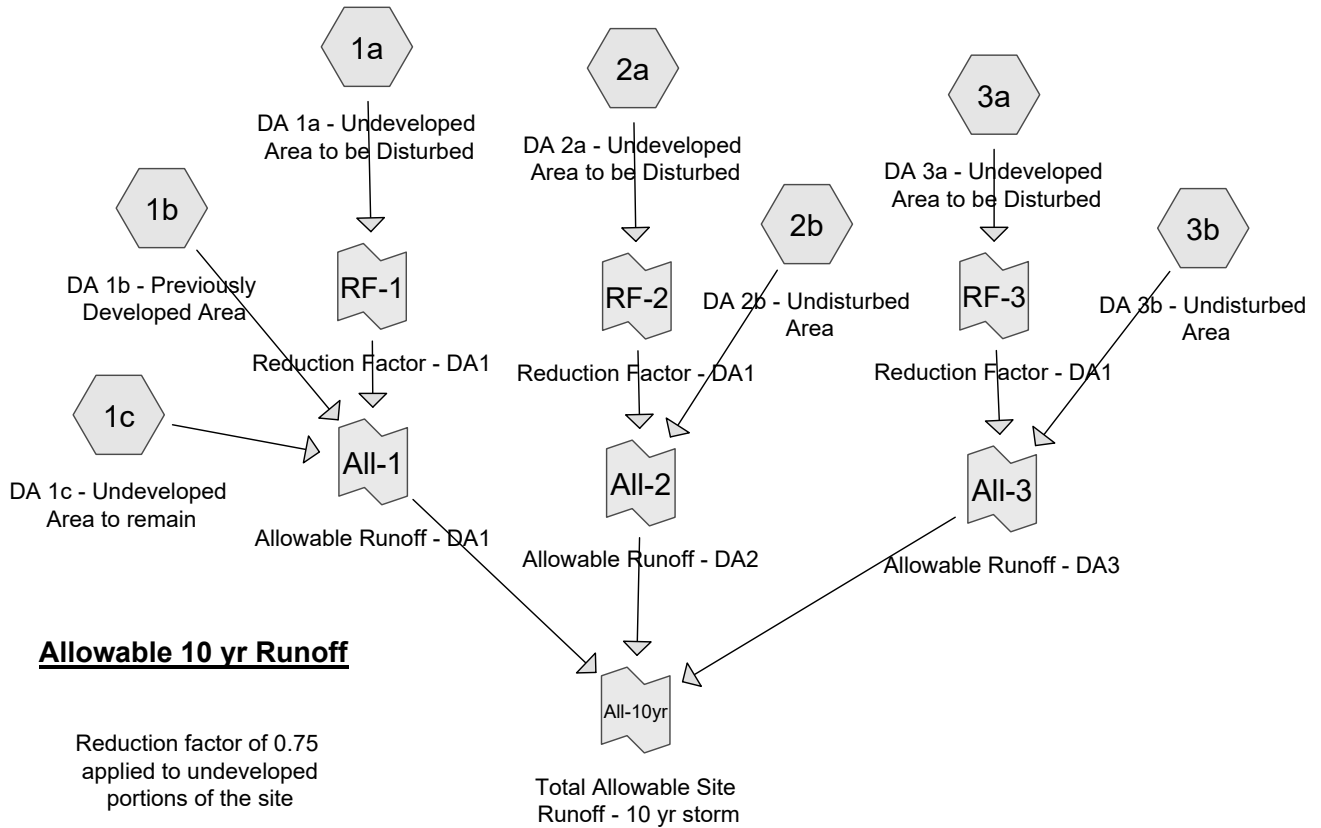 1a
DA 1a - Undeveloped
Area to be Disturbed
2a
DA 2a - Undeveloped
Area to be Disturbed
3a
DA 3a - Undeveloped
Area to be Disturbed
1b
DA 1b - Previously
Developed Area
RF-1
Reduction Factor - DA1
RF-2
Reduction Factor - DA1
2b
DA 2b - Undisturbed
Area
RF-3
Reduction Factor - DA1
3b
DA 3b - Undisturbed
Area
1c
DA 1c - Undeveloped
Area to remain
All-1
Allowable Runoff - DA1
All-2
Allowable Runoff - DA2
All-3
Allowable Runoff - DA3
Allowable 10 yr Runoff
Reduction factor of 0.75
applied to undeveloped
portions of the site
All-10yr
Total Allowable Site
Runoff - 10 yr storm